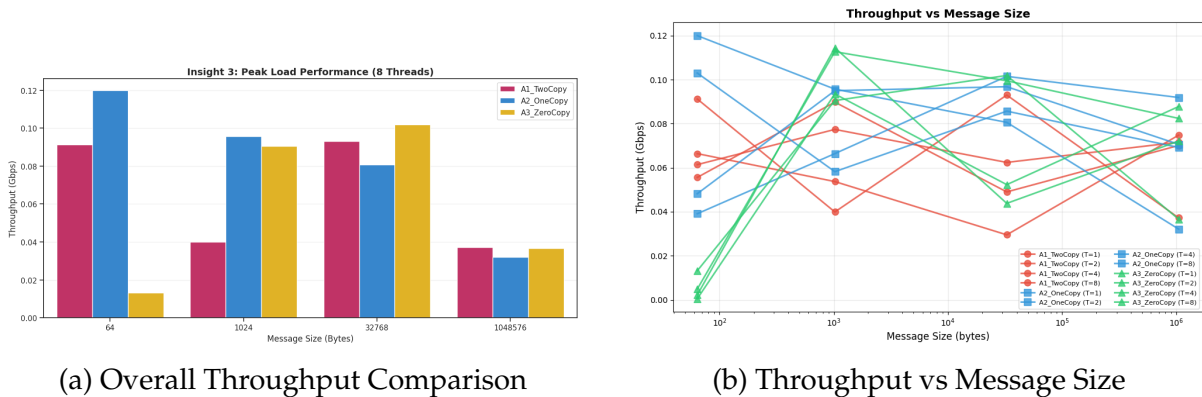 Insight 3: Peak Load Performance (8 Threads)
A1_TwoCopy
A2_OneCopy
A3_ZeroCopy
Throughput (Gbps)
0.12
0.10
0.08
0.06
0.04
0.02
0.00
64 1024 32768 1048576
Message Size (Bytes)
(a) Overall Throughput Comparison
Throughput vs Message Size
Throughput (Gbps)
0.12
0.10
0.08
0.06
0.04
0.02
0.00
A1_TwoCopy (T=1) A2_OneCopy (T=4)
A1_TwoCopy (T=2) A2_OneCopy (T=8)
A1_TwoCopy (T=4) A3_ZeroCopy (T=1)
A1_TwoCopy (T=8) A3_ZeroCopy (T=2)
A2_OneCopy (T=1) A3_ZeroCopy (T=4)
A2_OneCopy (T=2) A3_ZeroCopy (T=8)
10² 10³ 10⁴ 10⁵ 10⁶
Message Size (bytes)
(b) Throughput vs Message Size